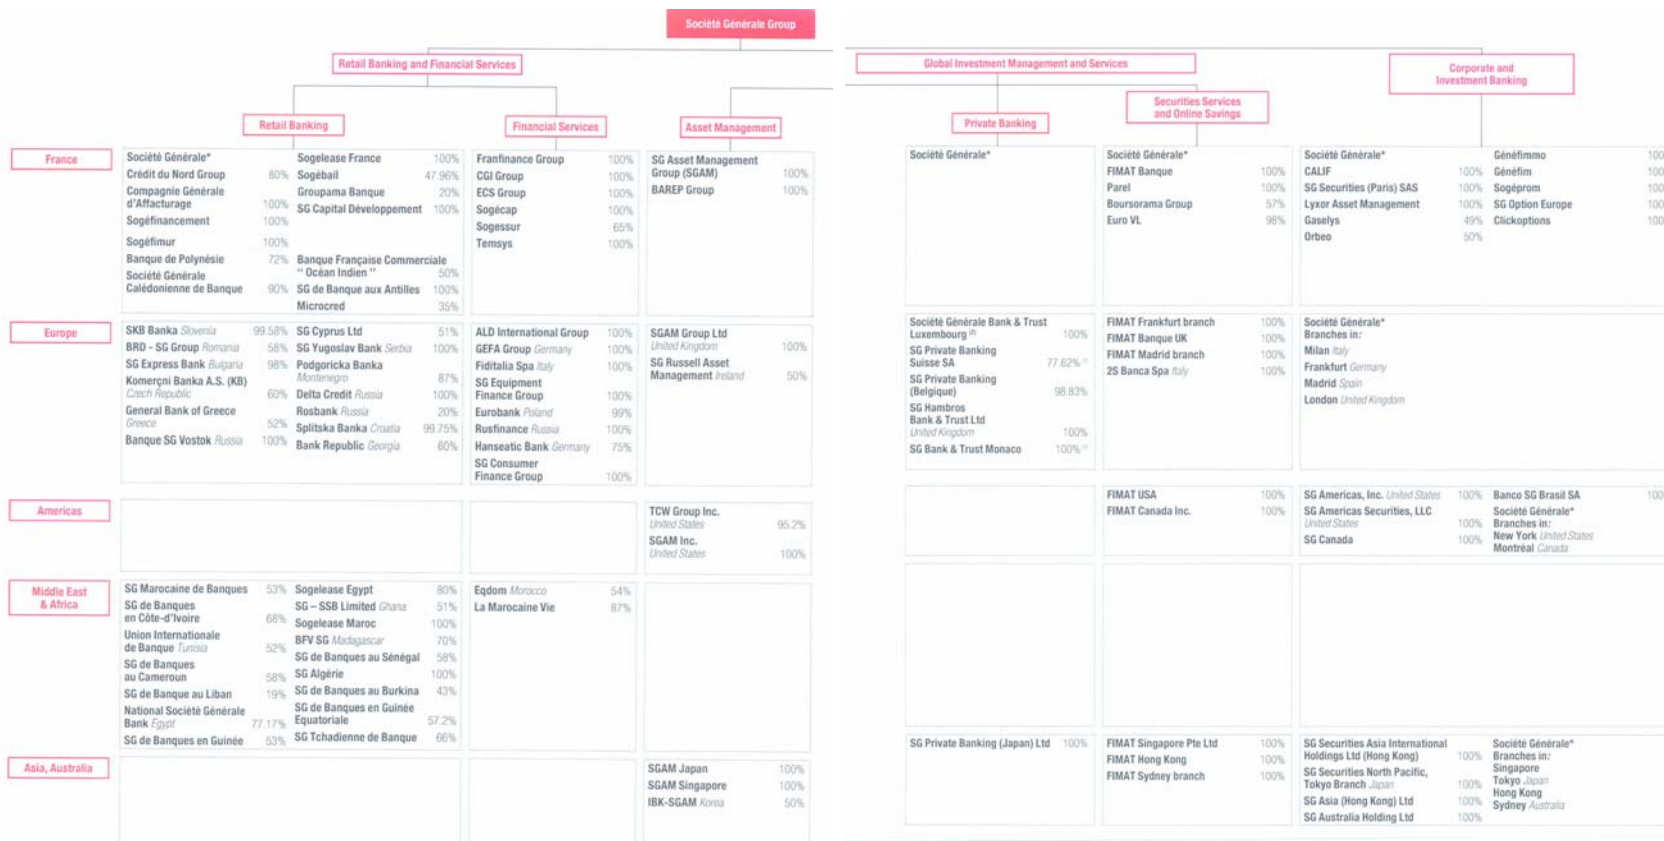 Société Générale Group
Retail Banking and Financial Services
Global Investment Management and Services
Corporate and
Investment Banking
Retail Banking
Financial Services
Asset Management
Private Banking
Securities Services
and Online Savings
France
Société Générale*
Crédit du Nord Group 80%
Compagnie Générale
d'Affacturage 100%
Sogéfinancement 100%
Sogéfimur 100%
Banque de Polynésie 72%
Société Générale
Calédonienne de Banque 90%
Sogelease France 100%
Sogébail 47.96%
Groupama Banque 20%
SG Capital Développement 100%
Banque Française Commerciale
" Océan Indien " 50%
SG de Banque aux Antilles 100%
Microcred 35%
Franfinance Group 100%
CGI Group 100%
ECS Group 100%
Sogécap 100%
Sogessur 65%
Temsys 100%
SG Asset Management
Group (SGAM) 100%
BAREP Group 100%
Société Générale*
Société Générale*
FIMAT Banque 100%
Parel 100%
Boursorama Group 57%
Euro VL 98%
Société Générale*
CALIF 100%
SG Securities (Paris) SAS 100%
Lyxor Asset Management 100%
Gaselys 49%
Orbeo 50%
Généfimmo 100
Généfim 100
Sogéprom 100
SG Option Europe 100
Clickoptions 100
Europe
SKB Banka Slovenia 99.58%
BRD - SG Group Romania 58%
SG Express Bank Bulgaria 98%
Komerçni Banka A.S. (KB)
Czech Republic 60%
General Bank of Greece
Greece 52%
Banque SG Vostok Russia 100%
SG Cyprus Ltd 51%
SG Yugoslav Bank Serbia 100%
Podgoricka Banka
Montenegro 87%
Delta Credit Russia 100%
Rosbank Russia 20%
Splitska Banka Croatia 99.75%
Bank Republic Georgia 60%
ALD International Group 100%
GEFA Group Germany 100%
Fiditalia Spa Italy 100%
SG Equipment
Finance Group 100%
Eurobank Poland 99%
Rusfinance Russia 100%
Hanseatic Bank Germany 75%
SG Consumer
Finance Group 100%
SGAM Group Ltd
United Kingdom 100%
SG Russell Asset
Management Ireland 50%
Société Générale Bank & Trust
Luxembourg 100%
SG Private Banking
Suisse SA 77.62%
SG Private Banking
(Belgique) 98.83%
SG Hambros
Bank & Trust Ltd
United Kingdom 100%
SG Bank & Trust Monaco 100%
FIMAT Frankfurt branch 100%
FIMAT Banque UK 100%
FIMAT Madrid branch 100%
2S Banca Spa Italy 100%
Société Générale*
Branches in:
Milan Italy
Frankfurt Germany
Madrid Spain
London United Kingdom
Americas
TCW Group Inc.
United States 95.2%
SGAM Inc.
United States 100%
FIMAT USA 100%
FIMAT Canada Inc. 100%
SG Americas, Inc. United States 100%
SG Americas Securities, LLC
United States 100%
SG Canada 100%
Banco SG Brasil SA 100
Société Générale*
Branches in:
New York United States
Montréal Canada
Middle East
& Africa
SG Marocaine de Banques 53%
SG de Banques
en Côte-d'Ivoire 68%
Union Internationale
de Banque Tunisia 52%
SG de Banques
au Cameroun 58%
SG de Banque au Liban 19%
National Société Générale
Bank Egypt 77.17%
SG de Banques en Guinée 53%
Sogelease Egypt 80%
SG – SSB Limited Ghana 51%
Sogelease Maroc 100%
BFV SG Madagascar 70%
SG de Banques au Sénégal 58%
SG Algérie 100%
SG de Banques au Burkina 43%
SG de Banques en Guinée
Equatoriale 57.2%
SG Tchadienne de Banque 66%
Eqdom Morocco 54%
La Marocaine Vie 87%
Asia, Australia
SGAM Japan 100%
SGAM Singapore 100%
IBK-SGAM Korea 50%
SG Private Banking (Japan) Ltd 100%
FIMAT Singapore Pte Ltd 100%
FIMAT Hong Kong 100%
FIMAT Sydney branch 100%
SG Securities Asia International
Holdings Ltd (Hong Kong) 100%
SG Securities North Pacific,
Tokyo Branch Japan 100%
SG Asia (Hong Kong) Ltd 100%
SG Australia Holding Ltd 100%
Société Générale*
Branches in:
Singapore
Tokyo Japan
Hong Kong
Sydney Australia